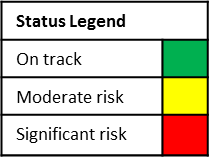 Status Legend
On track
Moderate risk
Significant risk